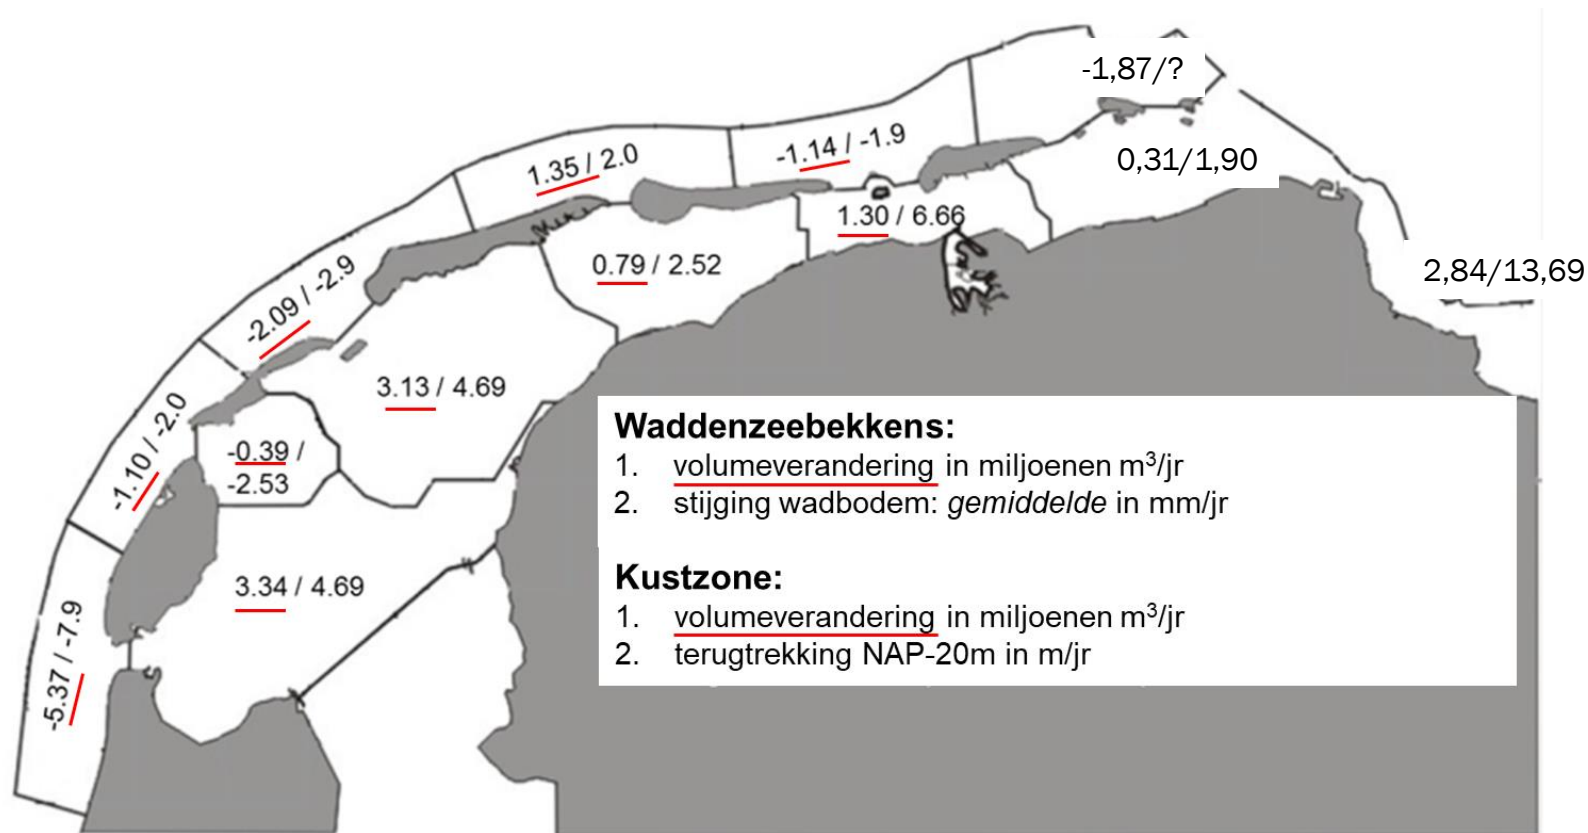 -1,87/?
-1.14 / -1.9
1.35 / 2.0
0,31/1,90
1.30 / 6.66
0.79 / 2.52
2,84/13,69
-2.09 / -2.9
3.13 / 4.69
-1.10 / -2.0
-0.39 /
-2.53
3.34 / 4.69
-5.37 / -7.9
Waddenzeebekkens:
1. volumeverandering in miljoenen m³/jr
2. stijging wadbodem: gemiddelde in mm/jr
Kustzone:
1. volumeverandering in miljoenen m³/jr
2. terugtrekking NAP-20m in m/jr